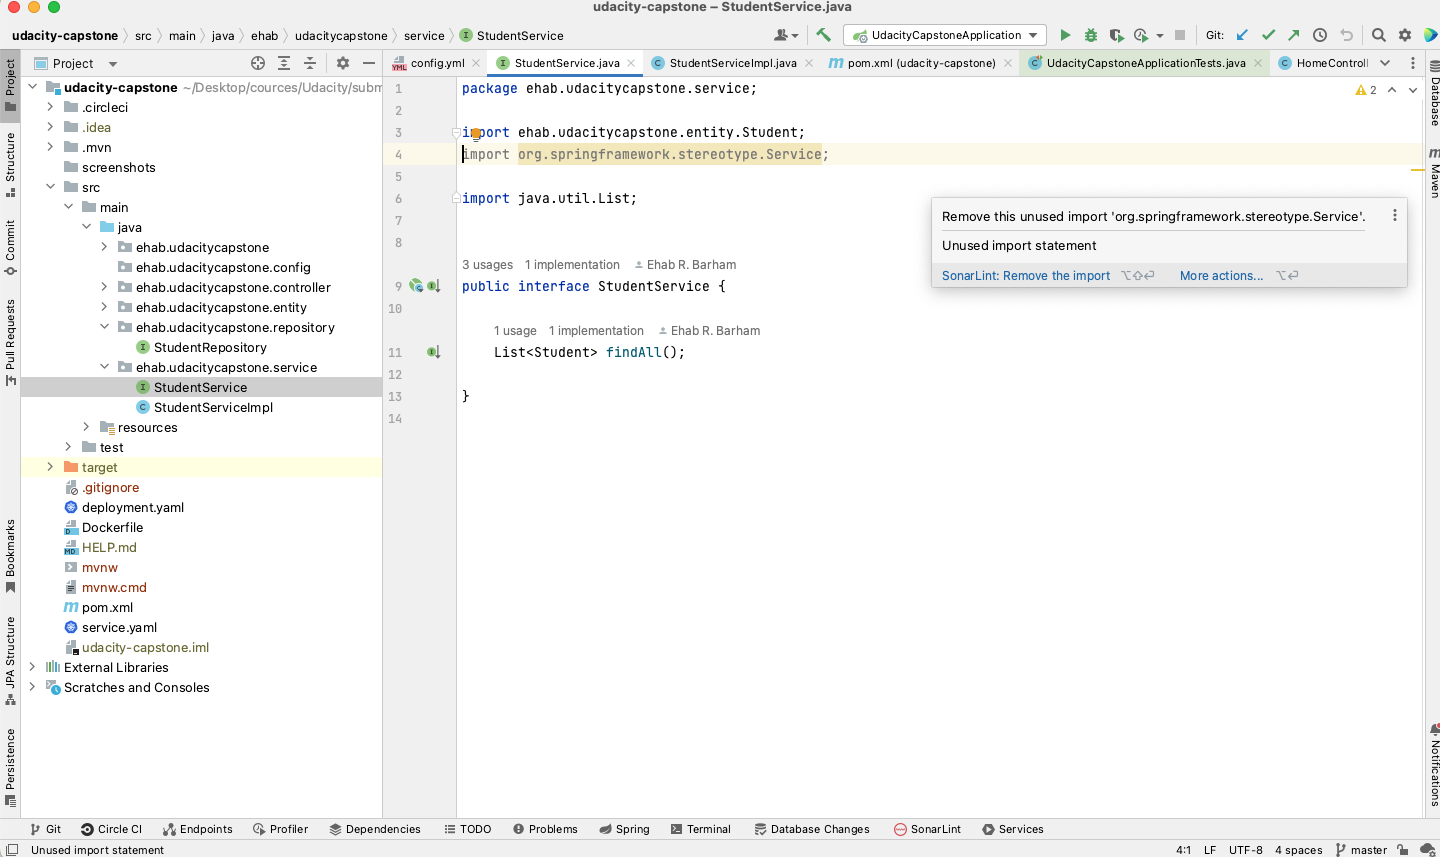 udacity-capstone – StudentService.java
udacity-capstone src main java ehab udacitycapstone service StudentService
UdacityCapstoneApplication
Git:
Project
config.yml
StudentService.java
StudentServiceImpl.java
pom.xml (udacity-capstone)
UdacityCapstoneApplicationTests.java
HomeControll
Project
Structure
Commit
Pull Requests
Bookmarks
JPA Structure
Persistence
udacity-capstone ~/Desktop/cources/Udacity/subm
.circleci
.idea
.mvn
screenshots
src
main
java
ehab.udacitycapstone
ehab.udacitycapstone.config
ehab.udacitycapstone.controller
ehab.udacitycapstone.entity
ehab.udacitycapstone.repository
StudentRepository
ehab.udacitycapstone.service
StudentService
StudentServiceImpl
resources
test
target
.gitignore
deployment.yaml
Dockerfile
HELP.md
mvnw
mvnw.cmd
pom.xml
service.yaml
udacity-capstone.iml
External Libraries
Scratches and Consoles
1 package ehab.udacitycapstone.service;
2
3 import ehab.udacitycapstone.entity.Student;
4 import org.springframework.stereotype.Service;
5
6 import java.util.List;
7
8
3 usages 1 implementation Ehab R. Barham
9 public interface StudentService {
10
1 usage 1 implementation Ehab R. Barham
11 List<Student> findAll();
12
13 }
14
2
Remove this unused import 'org.springframework.stereotype.Service'.
Unused import statement
SonarLint: Remove the import ⌥⇧⏎ More actions... ⌥⏎
Database
Maven
Notifications
Git Circle CI Endpoints Profiler Dependencies TODO Problems Spring Terminal Database Changes SonarLint Services
Unused import statement
4:1 LF UTF-8 4 spaces master